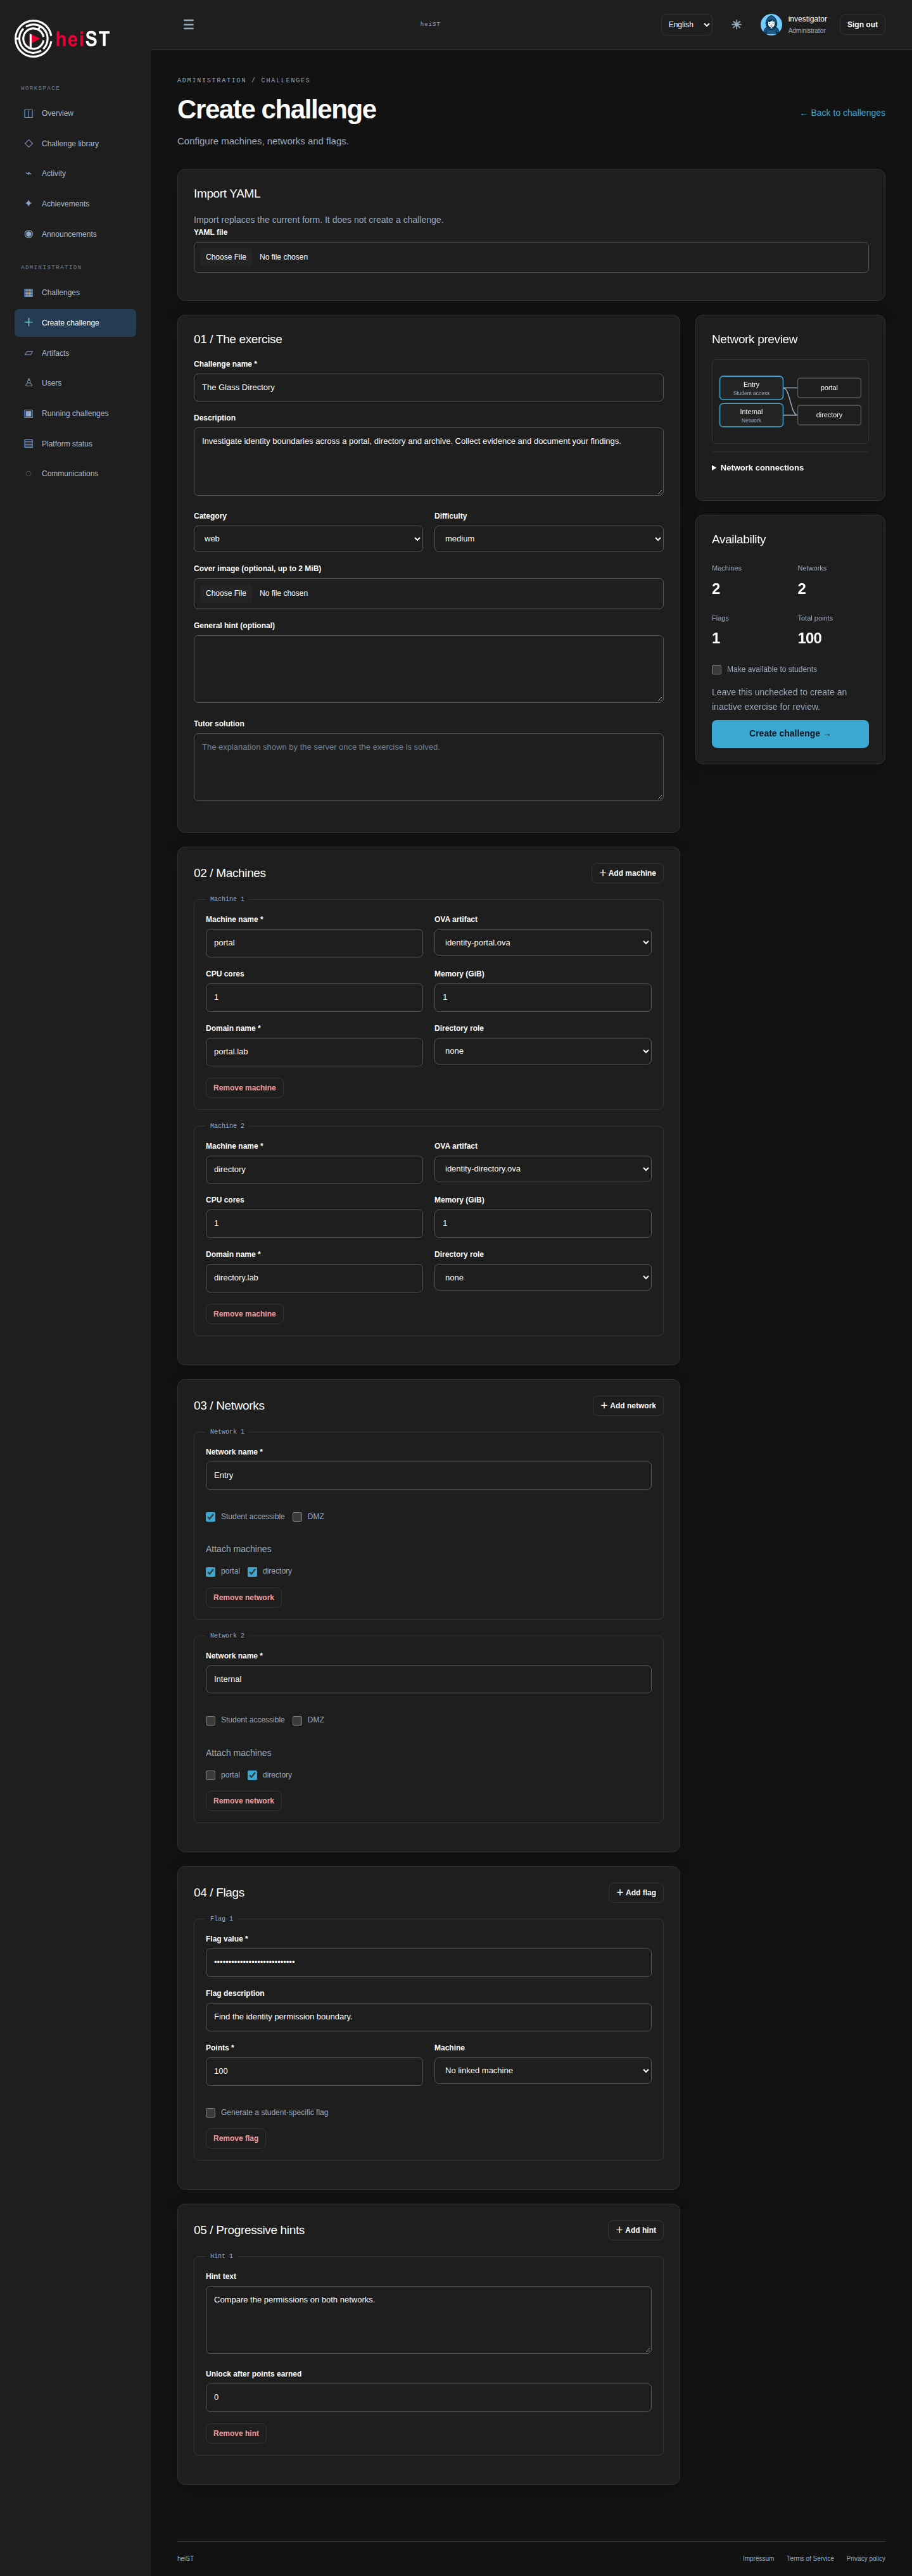 heiST
heiST
English
investigator
Administrator
Sign out
WORKSPACE
Overview
Challenge library
Activity
Achievements
Announcements
ADMINISTRATION
Challenges
Create challenge
Artifacts
Users
Running challenges
Platform status
Communications
ADMINISTRATION / CHALLENGES
Create challenge
← Back to challenges
Configure machines, networks and flags.
Import YAML
Import replaces the current form. It does not create a challenge.
YAML file
Choose File No file chosen
01 / The exercise
Challenge name *
The Glass Directory
Description
Investigate identity boundaries across a portal, directory and archive. Collect evidence and document your findings.
Category Difficulty
web medium
Cover image (optional, up to 2 MiB)
Choose File No file chosen
General hint (optional)
Tutor solution
The explanation shown by the server once the exercise is solved.
Network preview
Entry
Student access
portal
Internal
Network
directory
Network connections
Availability
Machines Networks
2 2
Flags Total points
1 100
Make available to students
Leave this unchecked to create an
inactive exercise for review.
Create challenge →
02 / Machines
+ Add machine
Machine 1
Machine name * OVA artifact
portal identity-portal.ova
CPU cores Memory (GiB)
1 1
Domain name * Directory role
portal.lab none
Remove machine
Machine 2
Machine name * OVA artifact
directory identity-directory.ova
CPU cores Memory (GiB)
1 1
Domain name * Directory role
directory.lab none
Remove machine
03 / Networks
+ Add network
Network 1
Network name *
Entry
Student accessible DMZ
Attach machines
portal directory
Remove network
Network 2
Network name *
Internal
Student accessible DMZ
Attach machines
portal directory
Remove network
04 / Flags
+ Add flag
Flag 1
Flag value *
Flag description
Find the identity permission boundary.
Points * Machine
100 No linked machine
Generate a student-specific flag
Remove flag
05 / Progressive hints
+ Add hint
Hint 1
Hint text
Compare the permissions on both networks.
Unlock after points earned
0
Remove hint
heiST
Impressum Terms of Service Privacy policy